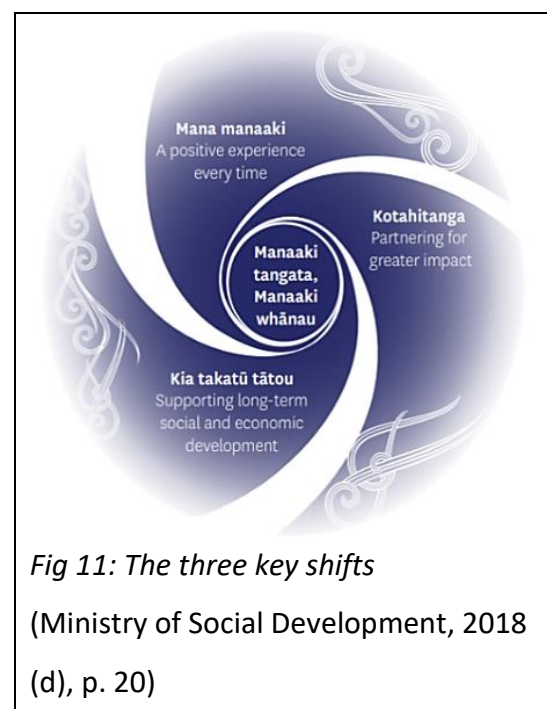 Mana manaaki
A positive experience
every time
Kotahitanga
Partnering for
greater impact
Manaaki
tangata,
Manaaki
whānau
Kia takatū tātou
Supporting long-term
social and economic
development
Fig 11: The three key shifts
(Ministry of Social Development, 2018
(d), p. 20)